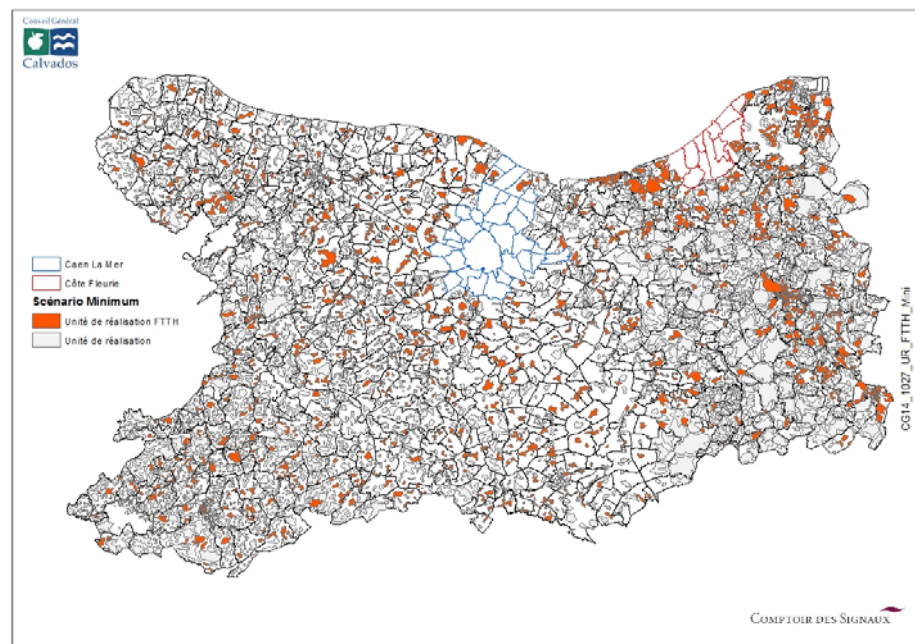 Conseil Général
Calvados
Caen La Mer
Côte Fleurie
Scénario Minimum
Unité de réalisation FTTH
Unité de réalisation
CG14_1027_UR_FTTH_Mini
COMPTOIR DES SIGNAUX